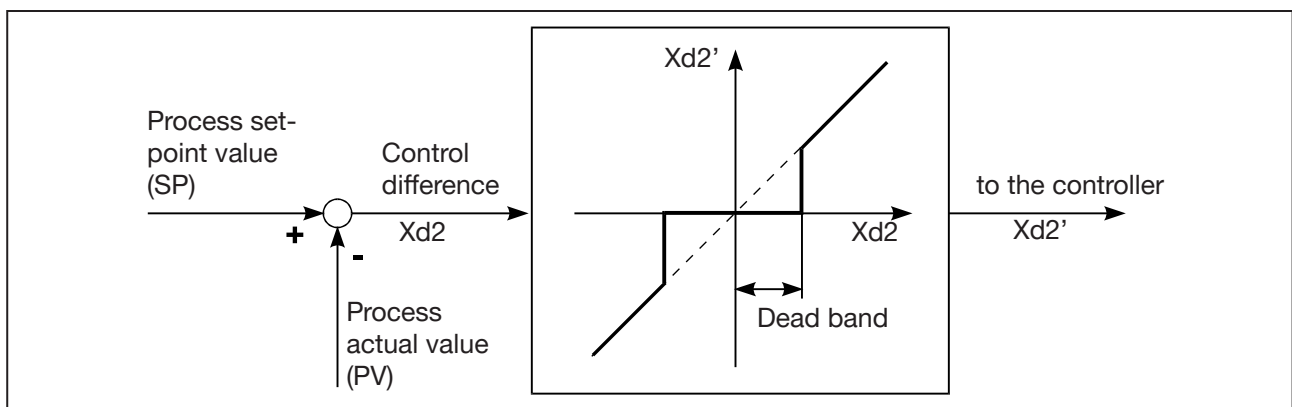 Process set-
point value
(SP)
+
Control
difference
Xd2
-
Process
actual value
(PV)
Xd2’
Xd2
Dead band
to the controller
Xd2’